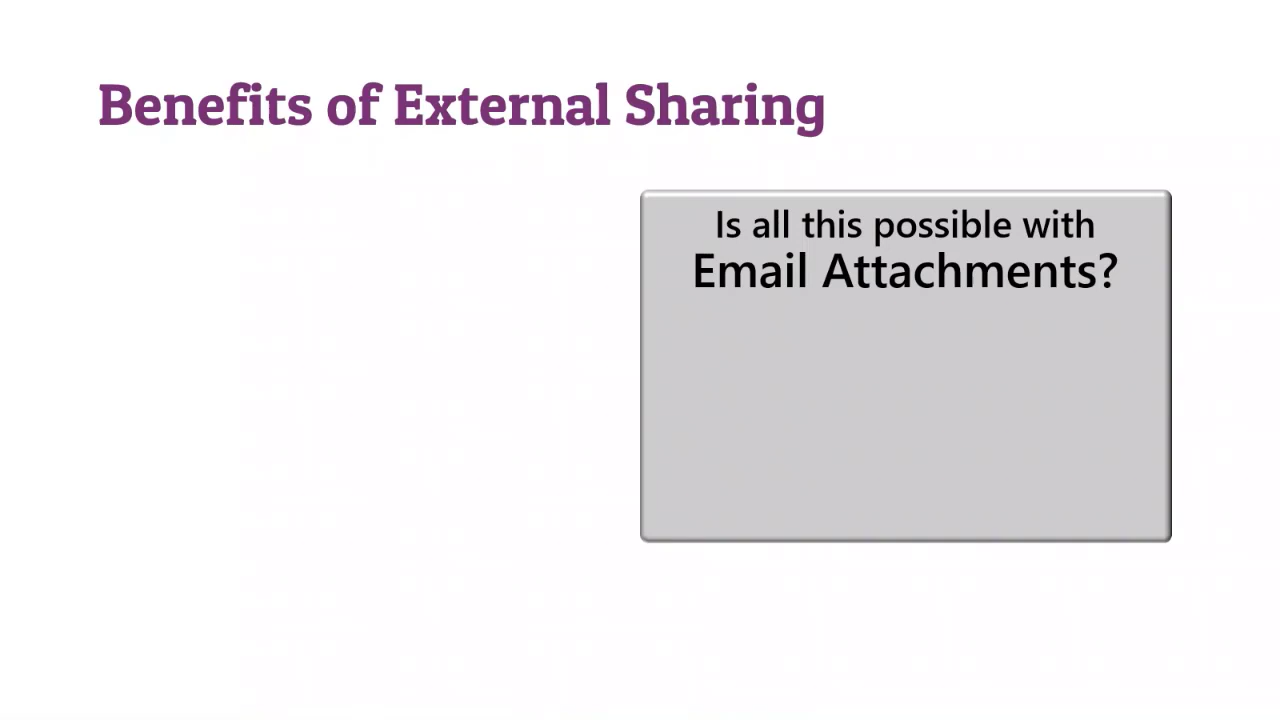 Benefits of External Sharing
Is all this possible with
Email Attachments?